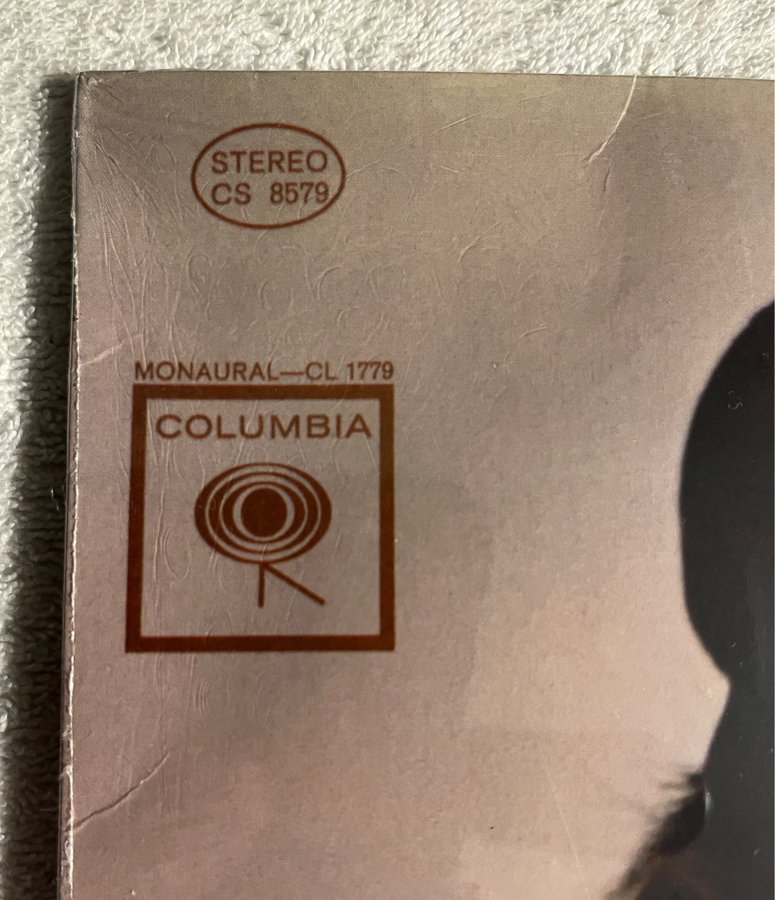 STEREO
CS 8579
MONAURAL—CL 1779
COLUMBIA